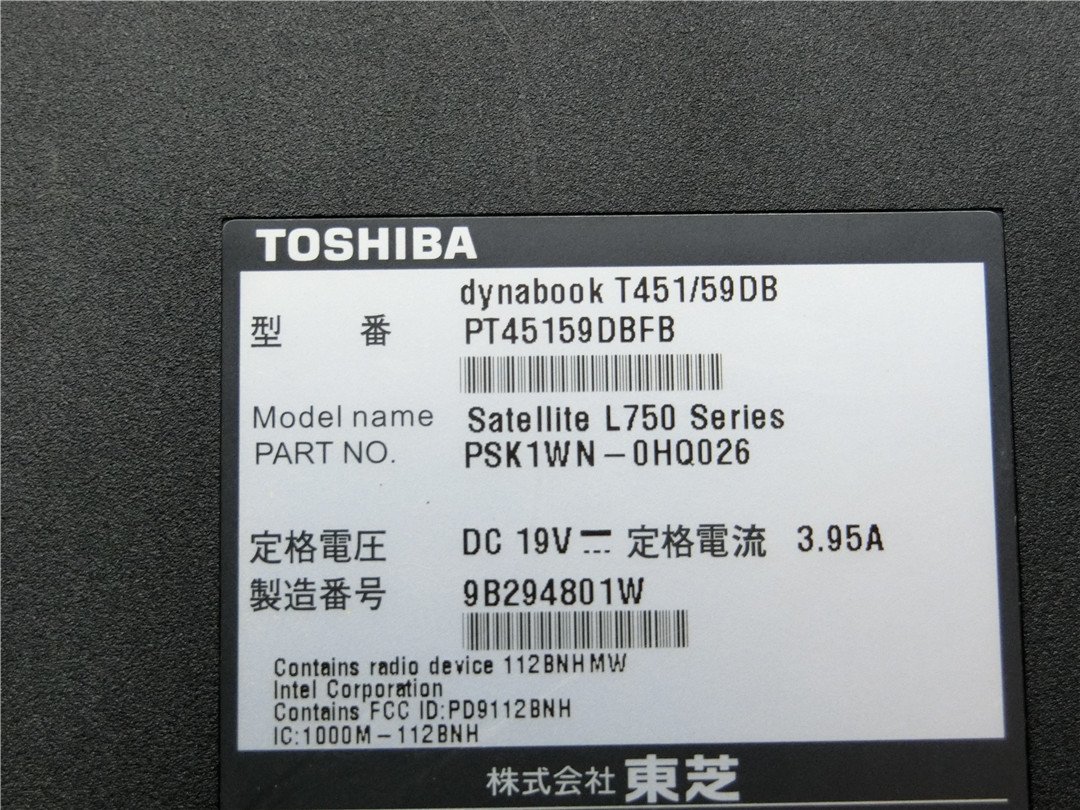 TOSHIBA
dynabook T451/59DB
型 番 PT45159DBFB
Model name Satellite L750 Series
PART NO. PSK1WN-0HQ026
定格電圧 DC 19V 定格電流 3.95A
製造番号 9B294801W
Contains radio device 112BNHMW
Intel Corporation
Contains FCC ID:PD9112BNH
IC:1000M-112BNH
株式会社 東芝